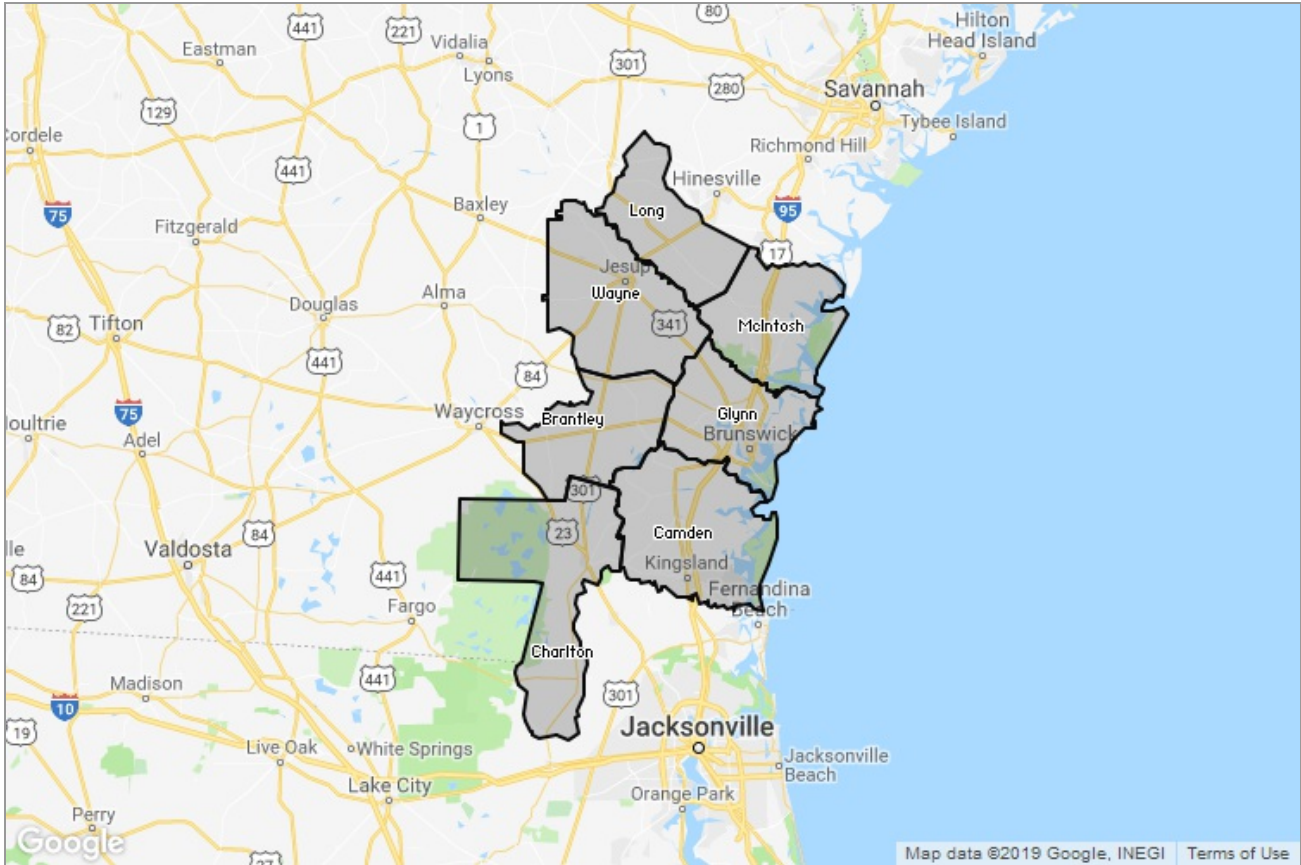 80
Hilton
Head Island
441
221
Vidalia
Eastman
Lyons
301
280
Savannah
129
1
Tybee Island
Cordele
Richmond Hill
441
Hinesville
75
Baxley
95
Long
Fitzgerald
17
Jesup
Wayne
Douglas
Alma
82
Tifton
341
McIntosh
441
84
75
Waycross
Brantley
Glynn
oultrie
Adel
Brunswick
301
23
Camden
84
Valdosta
lle
84
441
Kingsland
Fernandina
Beach
221
Fargo
Charlton
441
Madison
301
10
19
Jacksonville
Live Oak
White Springs
Jacksonville
Beach
Lake City
Orange Park
Perry
Google
27
Map data ©2019 Google, INEGI
Terms of Use